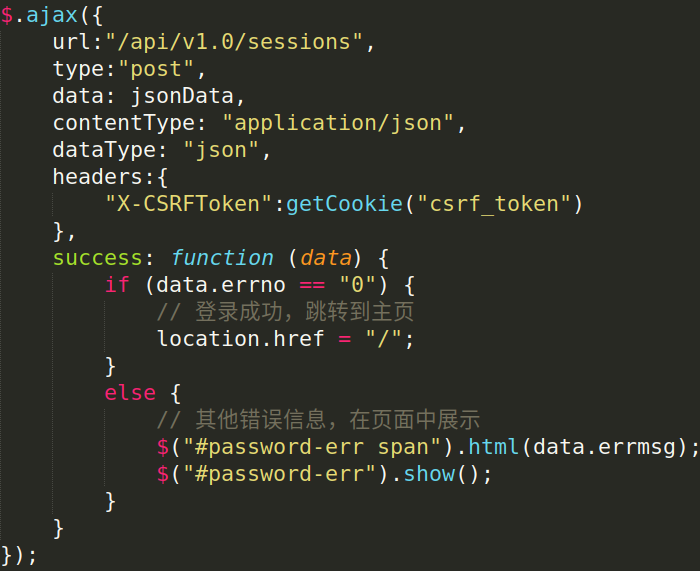 $.ajax({
    url:"/api/v1.0/sessions",
    type:"post",
    data: jsonData,
    contentType: "application/json",
    dataType: "json",
    headers:{
        "X-CSRFToken":getCookie("csrf_token")
    },
    success: function (data) {
        if (data.errno == "0") {
            // 登录成功，跳转到主页
            location.href = "/";
        }
        else {
            // 其他错误信息，在页面中展示
            $("#password-err span").html(data.errmsg);
            $("#password-err").show();
        }
    }
});